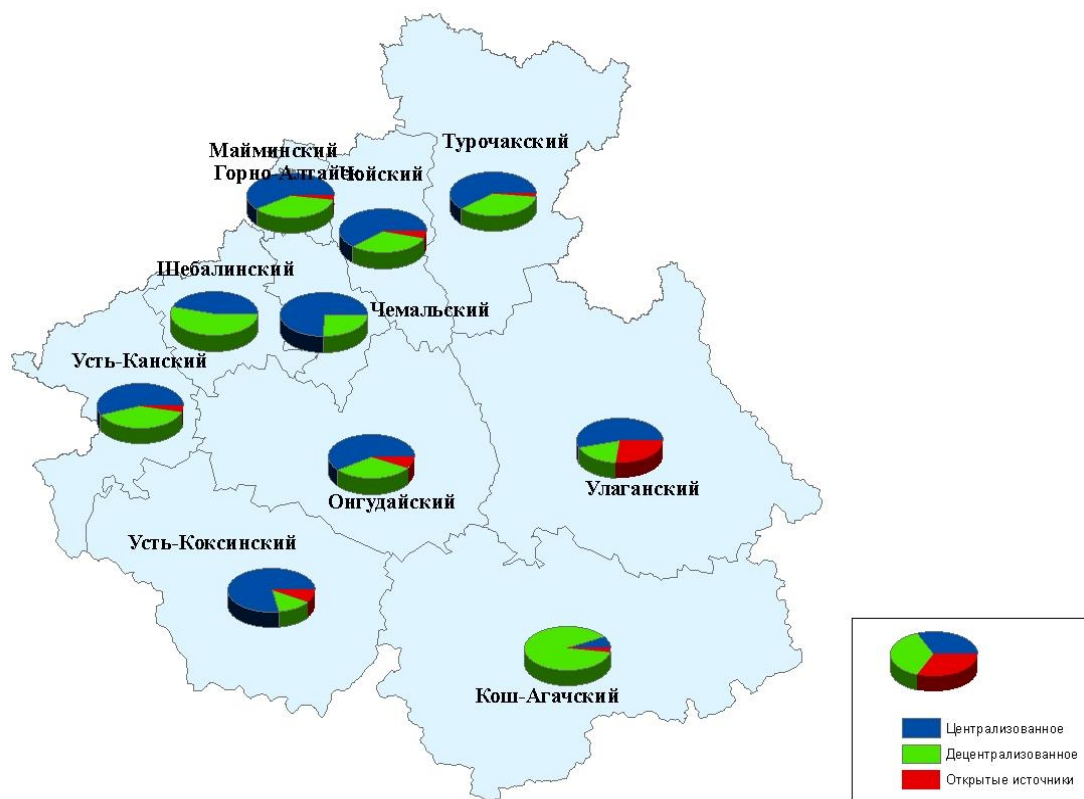 Турочакский
Майминский
Горно-Алтайск
Чойский
Шебалинский
Чемальский
Усть-Канский
Улаганский
Онгудайский
Усть-Коксинский
Кош-Агачский
Централизованное
Децентрализованное
Открытые источники